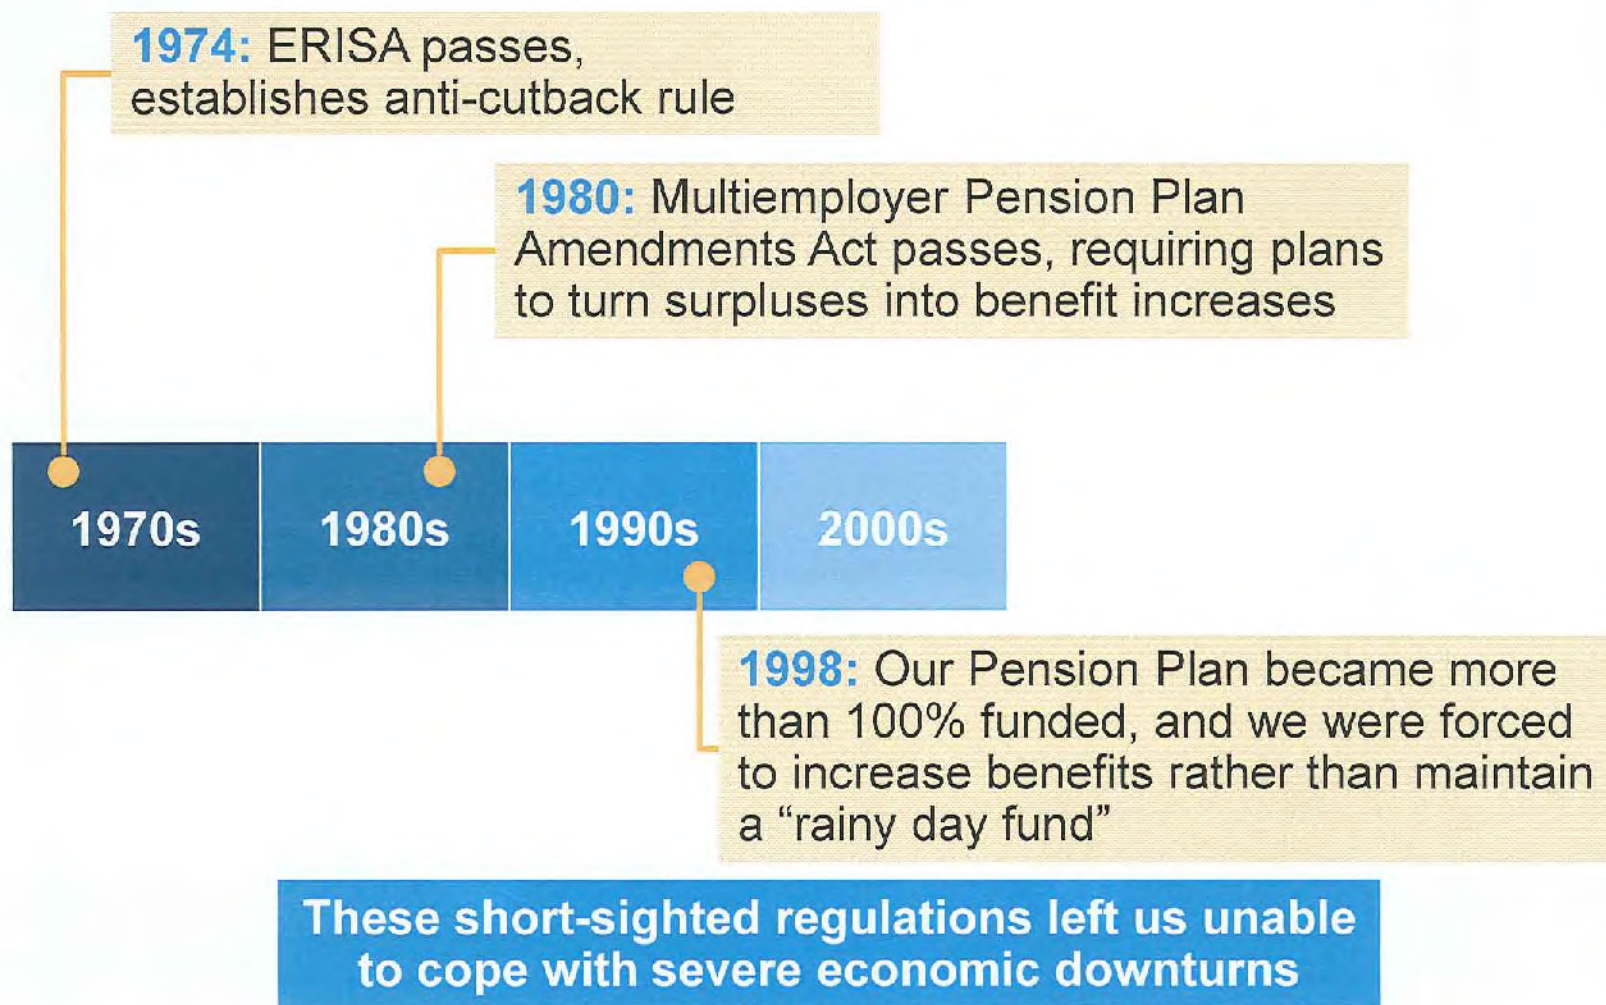 1974: ERISA passes,
establishes anti-cutback rule
1980: Multiemployer Pension Plan
Amendments Act passes, requiring plans
to turn surpluses into benefit increases
1970s
1980s
1990s
2000s
1998: Our Pension Plan became more
than 100% funded, and we were forced
to increase benefits rather than maintain
a “rainy day fund”
These short-sighted regulations left us unable
to cope with severe economic downturns